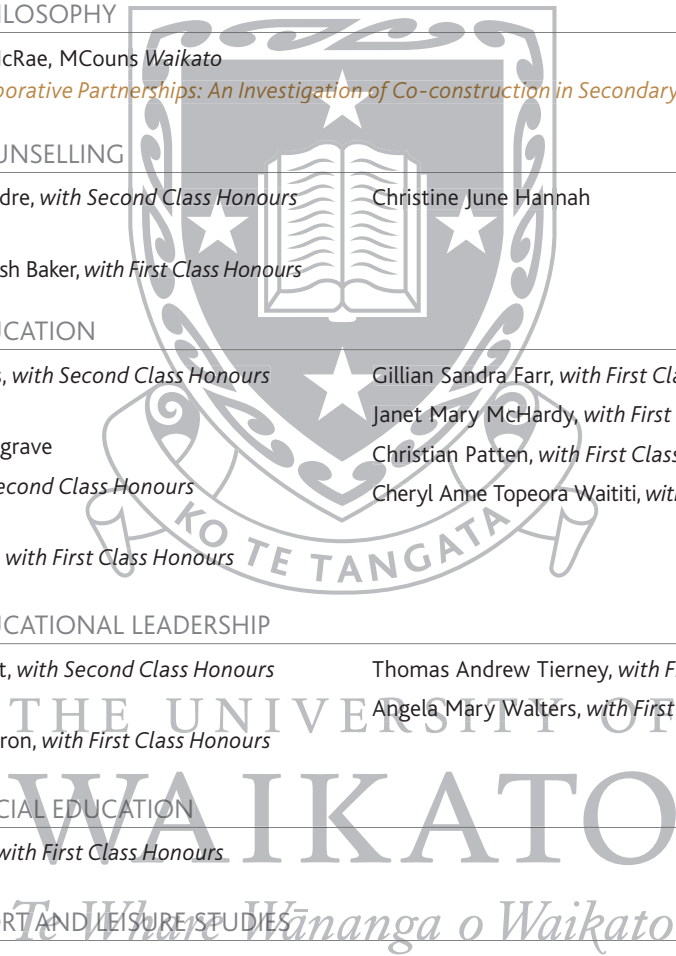 ILOSOPHY
McRae, MCouns Waikato
borative Partnerships: An Investigation of Co-construction in Secondary
UNSELLING
dre, with Second Class Honours
Christine June Hannah
sh Baker, with First Class Honours
UCATION
s, with Second Class Honours
Gillian Sandra Farr, with First Cla
Janet Mary McHardy, with First
grave
Christian Patten, with First Class
econd Class Honours
Cheryl Anne Topeora Waititi, wit
, with First Class Honours
KO TE TANGATA
UCATIONAL LEADERSHIP
t, with Second Class Honours
Thomas Andrew Tierney, with F
THE UNIVERSITY OF
Angela Mary Walters, with First
ron, with First Class Honours
WAIKATO
CIAL EDUCATION
with First Class Honours
Te Whare Wānanga o Waikato
RT AND LEISURE STUDIES